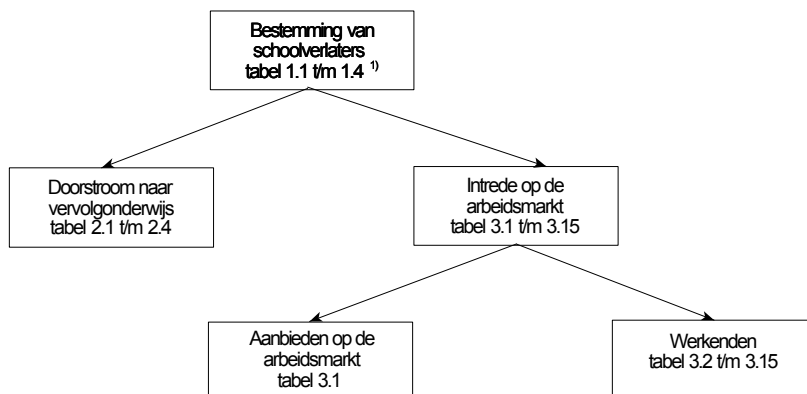 Bestemming van
schoolverlaters
tabel 1.1 t/m 1.4 1)
Doorstroom naar
vervolgonderwijs
tabel 2.1 t/m 2.4
Intrede op de
arbeidsmarkt
tabel 3.1 t/m 3.15
Aanbieden op de
arbeidsmarkt
tabel 3.1
Werkenden
tabel 3.2 t/m 3.15